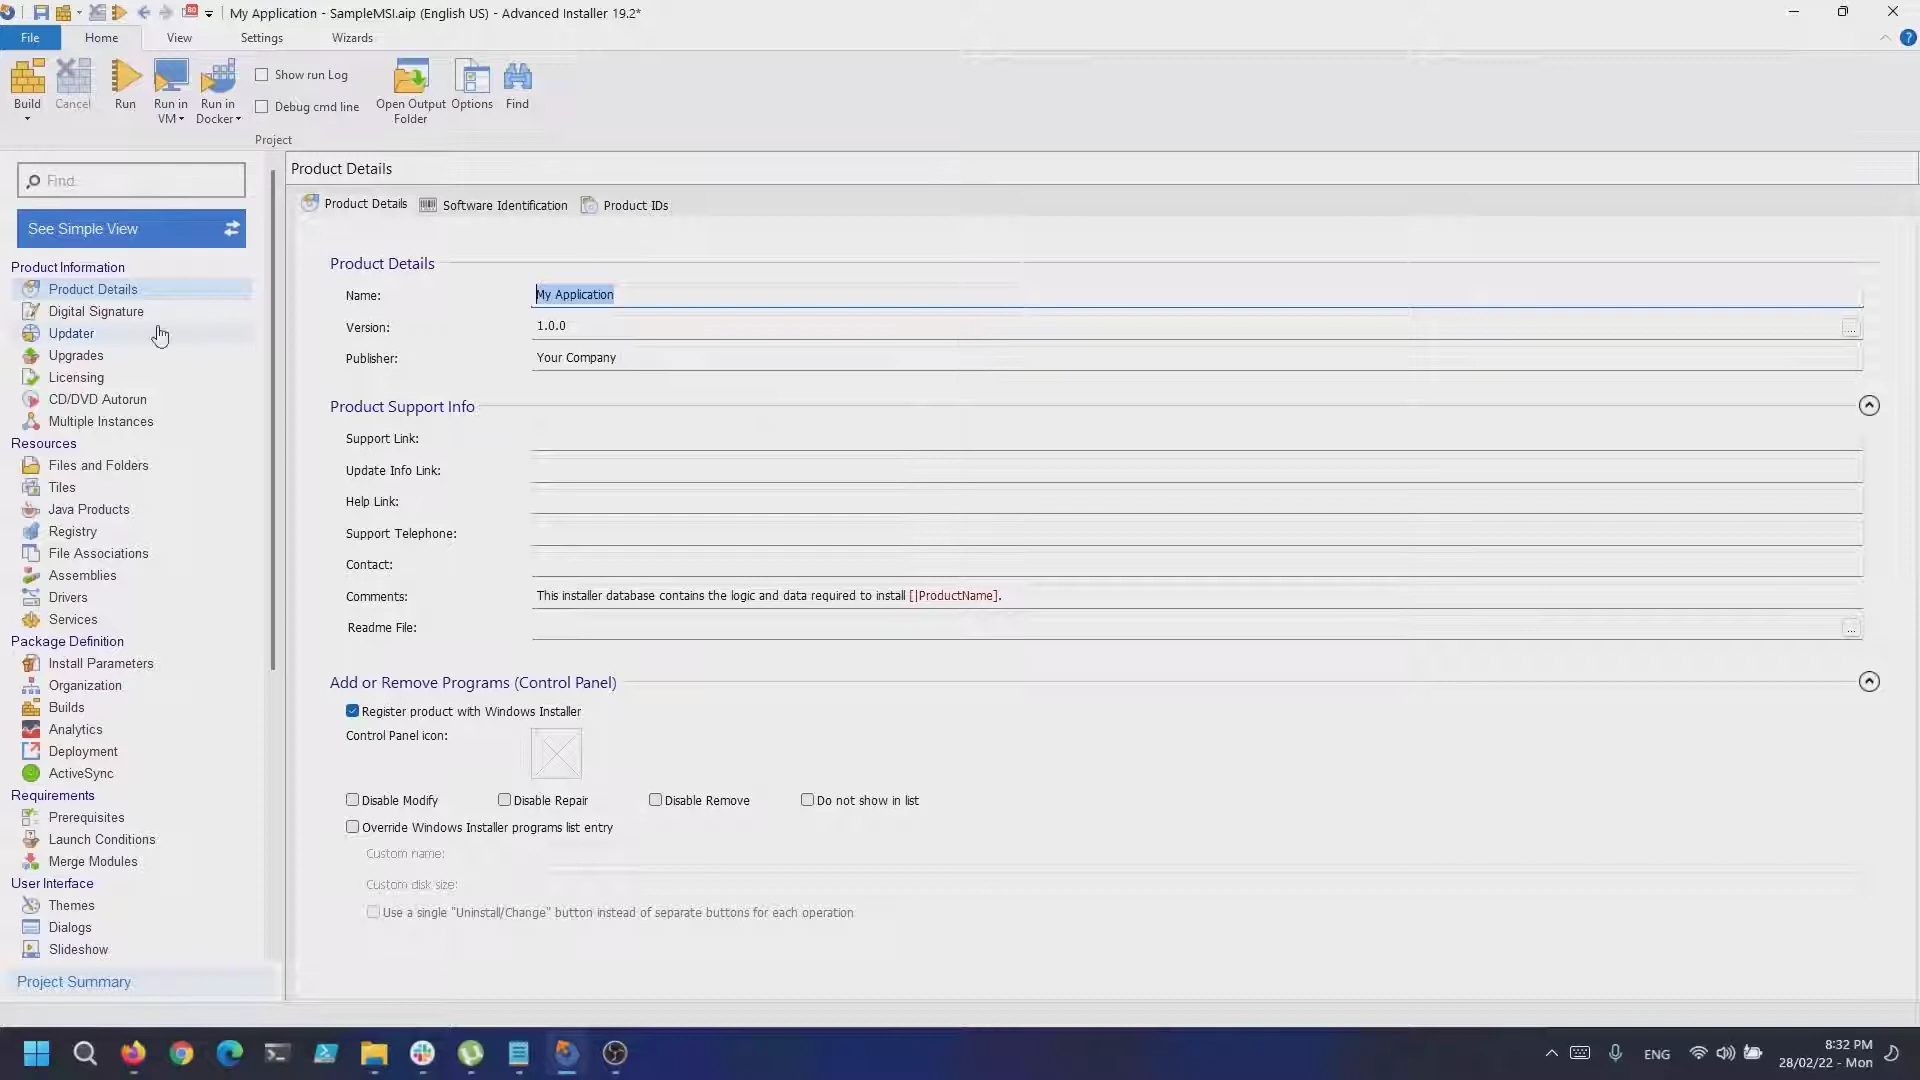 My Application - SampleMSI.aip (English US) - Advanced Installer 19.2*
File
Home
View
Settings
Wizards
Build
Cancel
Run
Run in VM
Run in Docker
Show run Log
Debug cmd line
Open Output Folder
Options
Find
Project
Find
See Simple View
Product Information
Product Details
Digital Signature
Updater
Upgrades
Licensing
CD/DVD Autorun
Multiple Instances
Resources
Files and Folders
Tiles
Java Products
Registry
File Associations
Assemblies
Drivers
Services
Package Definition
Install Parameters
Organization
Builds
Analytics
Deployment
ActiveSync
Requirements
Prerequisites
Launch Conditions
Merge Modules
User Interface
Themes
Dialogs
Slideshow
Project Summary
Product Details
Product Details
Software Identification
Product IDs
Product Details
Name: My Application
Version: 1.0.0
...
Publisher: Your Company
Product Support Info
Support Link:
Update Info Link:
Help Link:
Support Telephone:
Contact:
Comments: This installer database contains the logic and data required to install [|ProductName].
Readme File:
...
Add or Remove Programs (Control Panel)
Register product with Windows Installer
Control Panel icon:
Disable Modify
Disable Repair
Disable Remove
Do not show in list
Override Windows Installer programs list entry
Custom name:
Custom disk size:
Use a single "Uninstall/Change" button instead of separate buttons for each operation
ENG
8:32 PM
28/02/22 - Mon